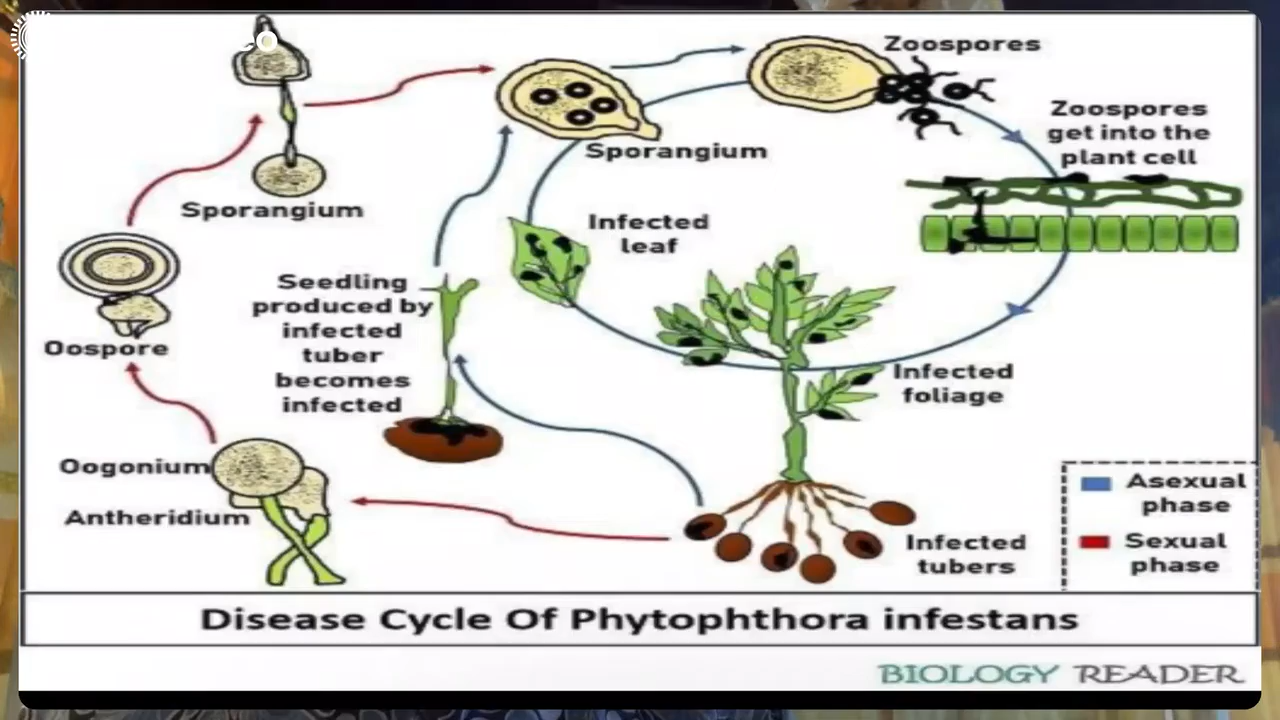 co
Zoospores
Zoospores
get into the
plant cell
Sporangium
Sporangium
Infected
leaf
Seedling
produced by
infected
tuber
becomes
infected
Oospore
Infected
foliage
Oogonium
Antheridium
Infected
tubers
Asexual
phase
Sexual
phase
Disease Cycle Of Phytophthora infestans
BIOLOGY READER